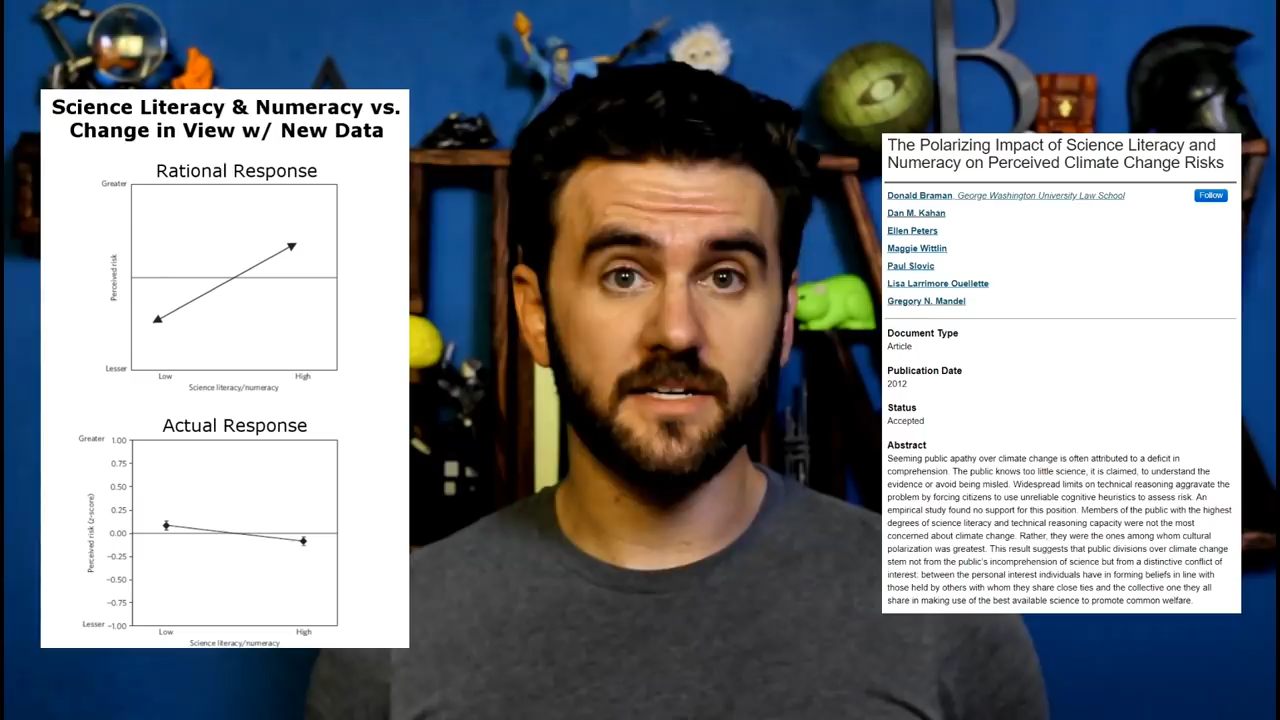 Science Literacy & Numeracy vs.
Change in View w/ New Data
Rational Response
Greater
Perceived risk
Lesser
Low High
Science literacy/numeracy
Actual Response
Greater 1.00
0.75
0.50
0.25
0.00
−0.25
−0.50
−0.75
Lesser −1.00
Perceived risk (z-score)
Low High
Science literacy/numeracy
A
B
The Polarizing Impact of Science Literacy and
Numeracy on Perceived Climate Change Risks
Donald Braman, George Washington University Law School Follow
Dan M. Kahan
Ellen Peters
Maggie Wittlin
Paul Slovic
Lisa Larrimore Ouellette
Gregory N. Mandel
Document Type
Article
Publication Date
2012
Status
Accepted
Abstract
Seeming public apathy over climate change is often attributed to a deficit in
comprehension. The public knows too little science, it is claimed, to understand the
evidence or avoid being misled. Widespread limits on technical reasoning aggravate the
problem by forcing citizens to use unreliable cognitive heuristics to assess risk. An
empirical study found no support for this position. Members of the public with the highest
degrees of science literacy and technical reasoning capacity were not the most
concerned about climate change. Rather, they were the ones among whom cultural
polarization was greatest. This result suggests that public divisions over climate change
stem not from the public's incomprehension of science but from a distinctive conflict of
interest: between the personal interest individuals have in forming beliefs in line with
those held by others with whom they share close ties and the collective one they all
share in making use of the best available science to promote common welfare.